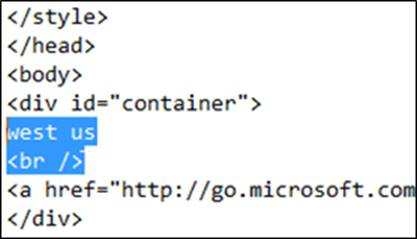 </style>
</head>
<body>
<div id="container">
west us
<br />
<a href="http://go.microsoft.com
</div>